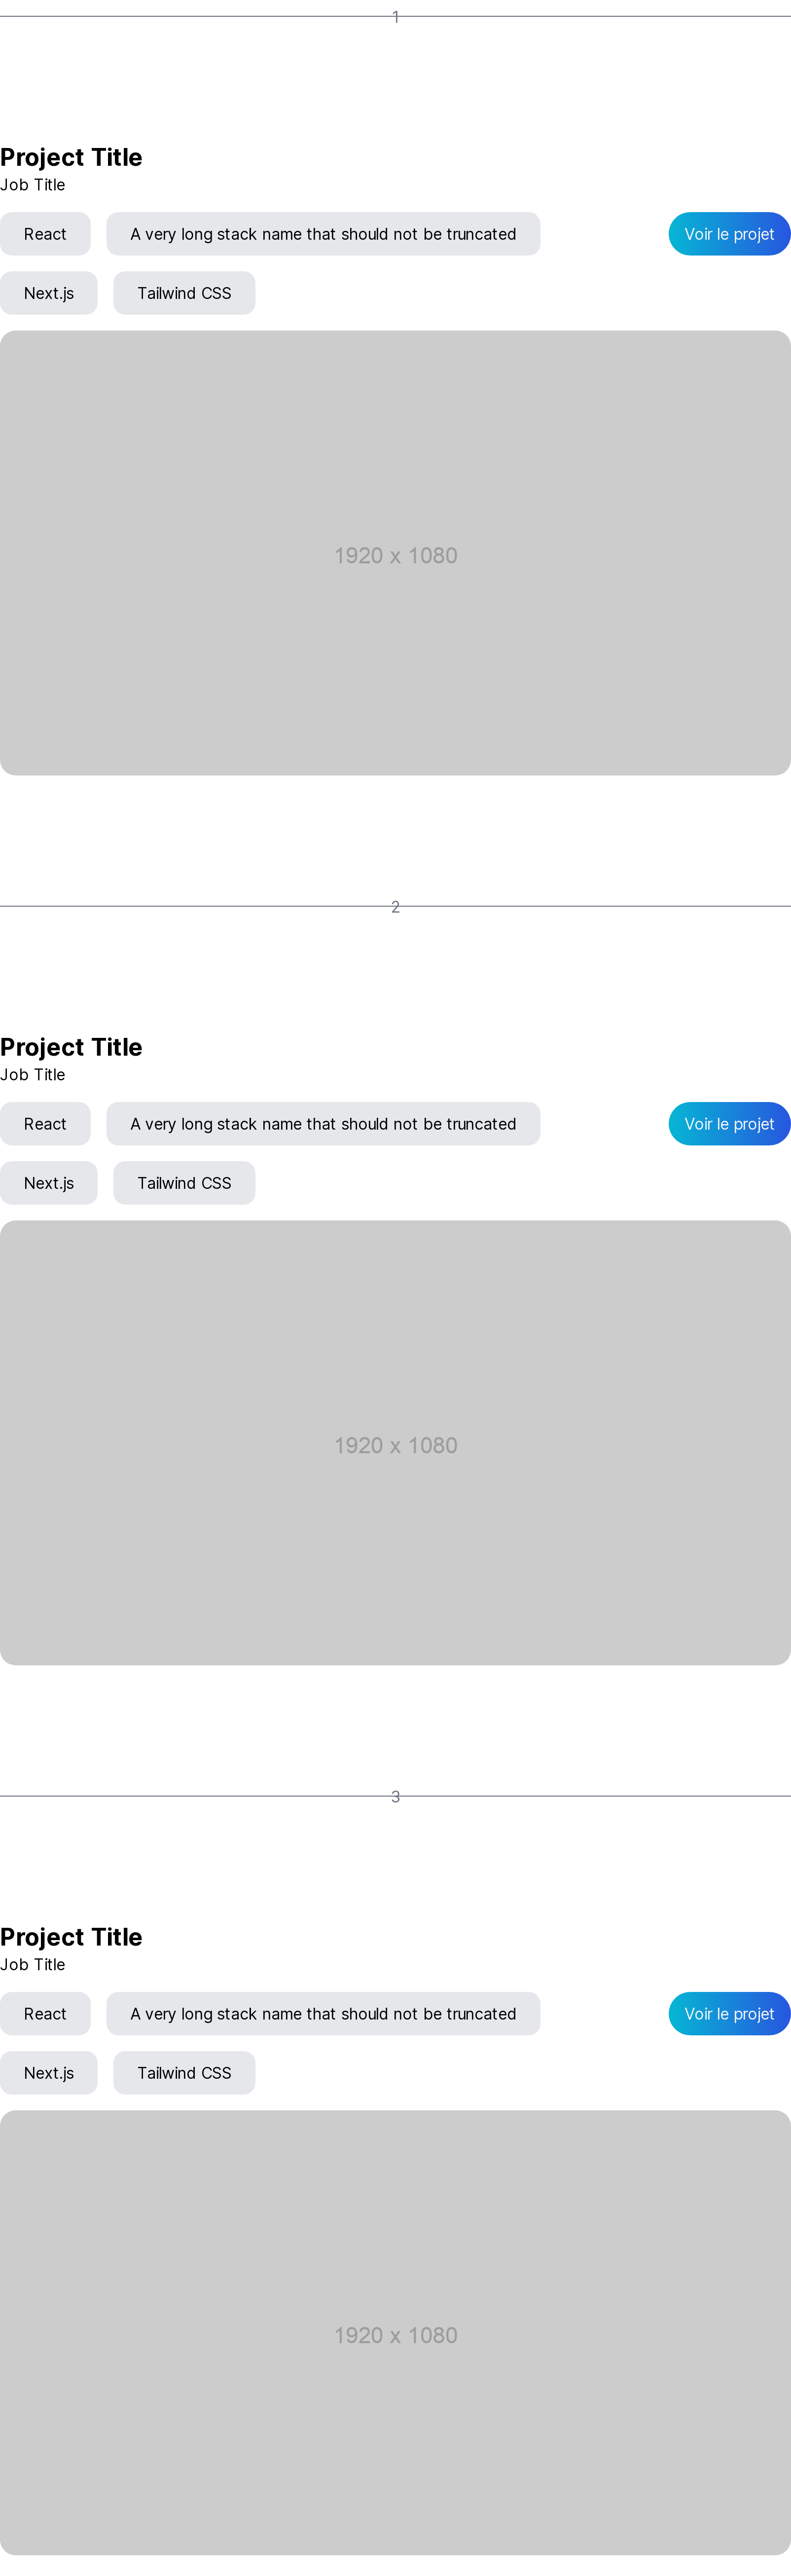 1
Project Title
Job Title
React
A very long stack name that should not be truncated
Voir le projet
Next.js
Tailwind CSS
1920 x 1080
2
Project Title
Job Title
React
A very long stack name that should not be truncated
Voir le projet
Next.js
Tailwind CSS
1920 x 1080
3
Project Title
Job Title
React
A very long stack name that should not be truncated
Voir le projet
Next.js
Tailwind CSS
1920 x 1080